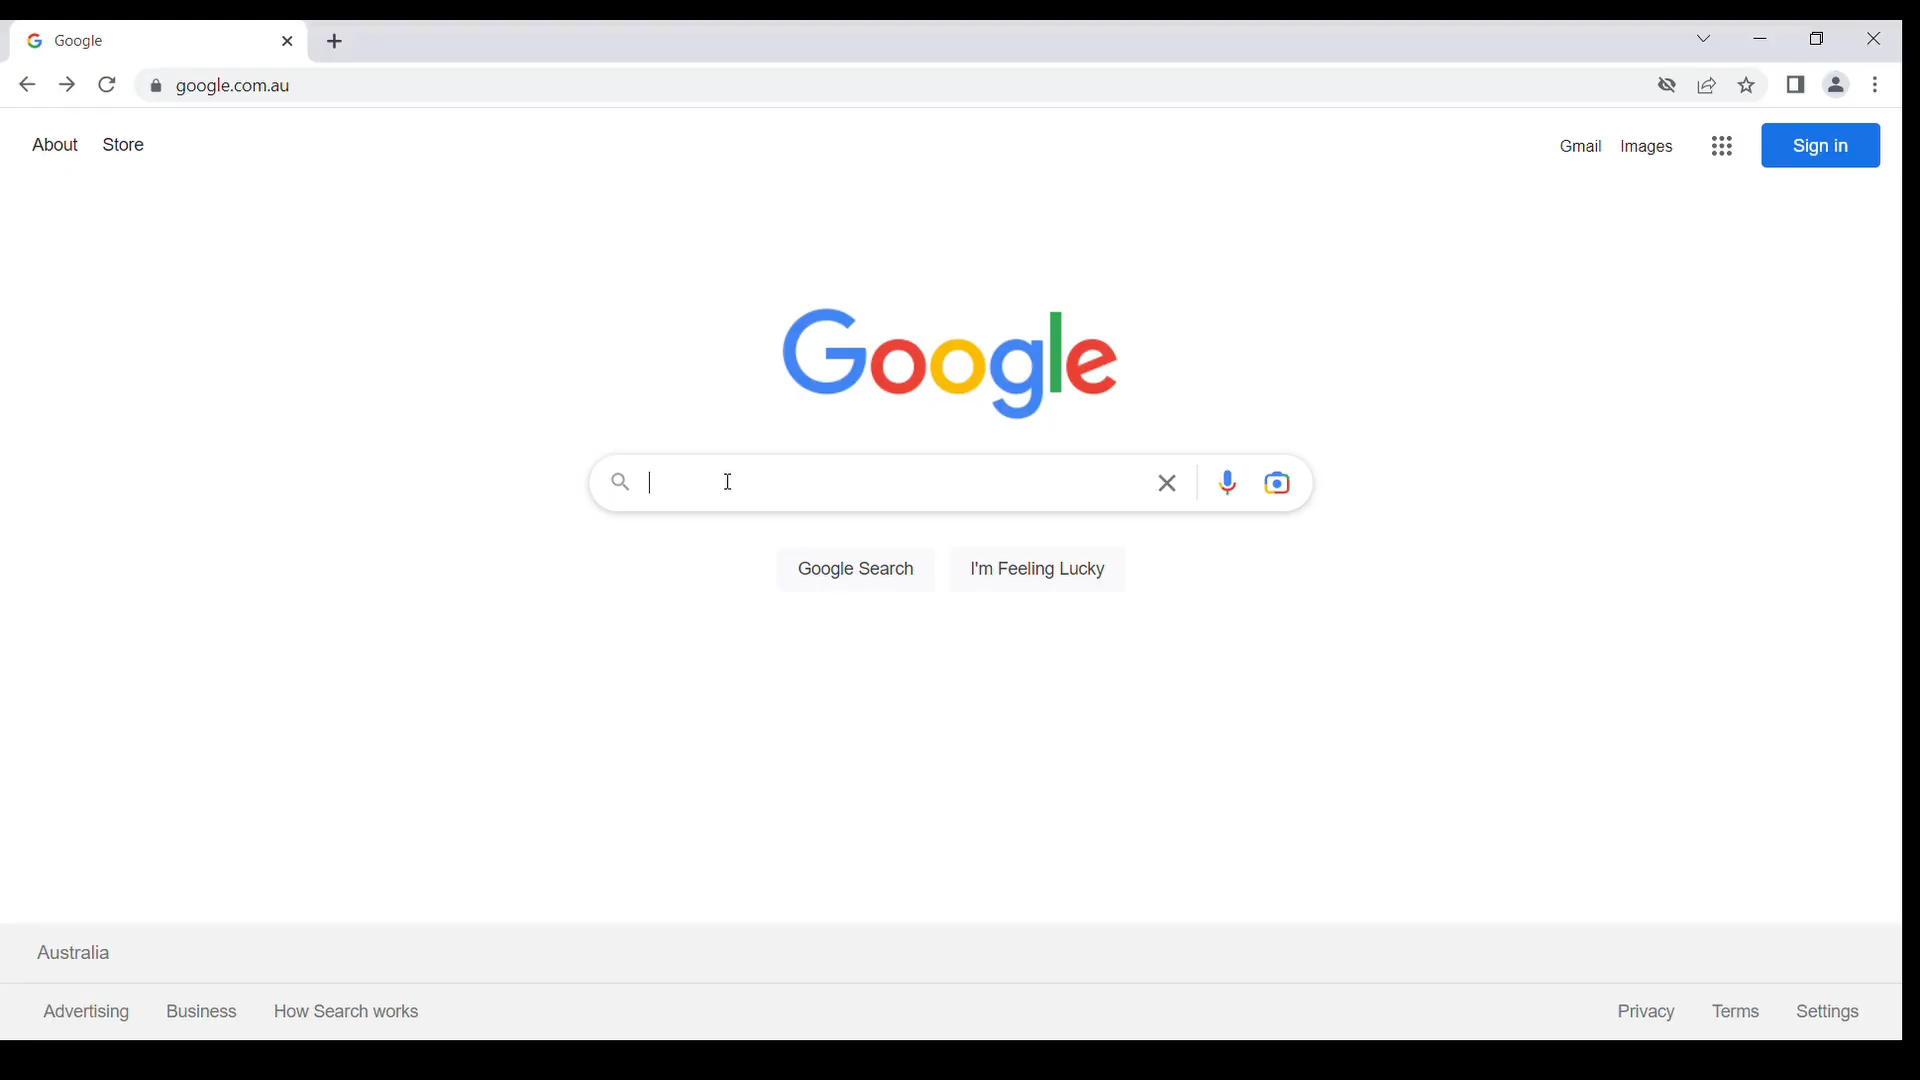 Google
google.com.au
About Store
Gmail Images Sign in
Google
Google Search I'm Feeling Lucky
Australia
Advertising Business How Search works
Privacy Terms Settings